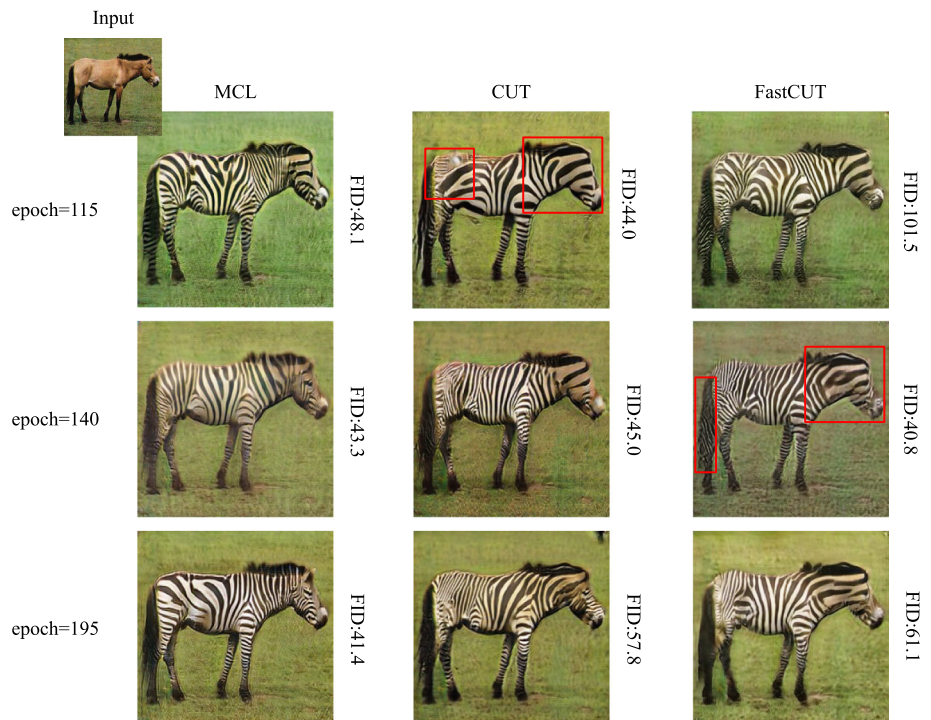 Input
MCL
CUT
FastCUT
epoch=115
FID:48.1
FID:44.0
FID:101.5
epoch=140
FID:43.3
FID:45.0
FID:40.8
epoch=195
FID:41.4
FID:57.8
FID:61.1